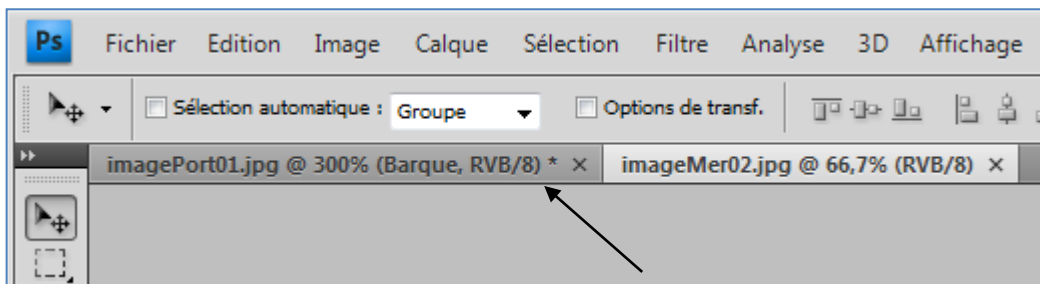 Ps Fichier Edition Image Calque Sélection Filtre Analyse 3D Affichage
Sélection automatique : Groupe Options de transf.
imagePort01.jpg @ 300% (Barque, RVB/8) * × imageMer02.jpg @ 66,7% (RVB/8) ×